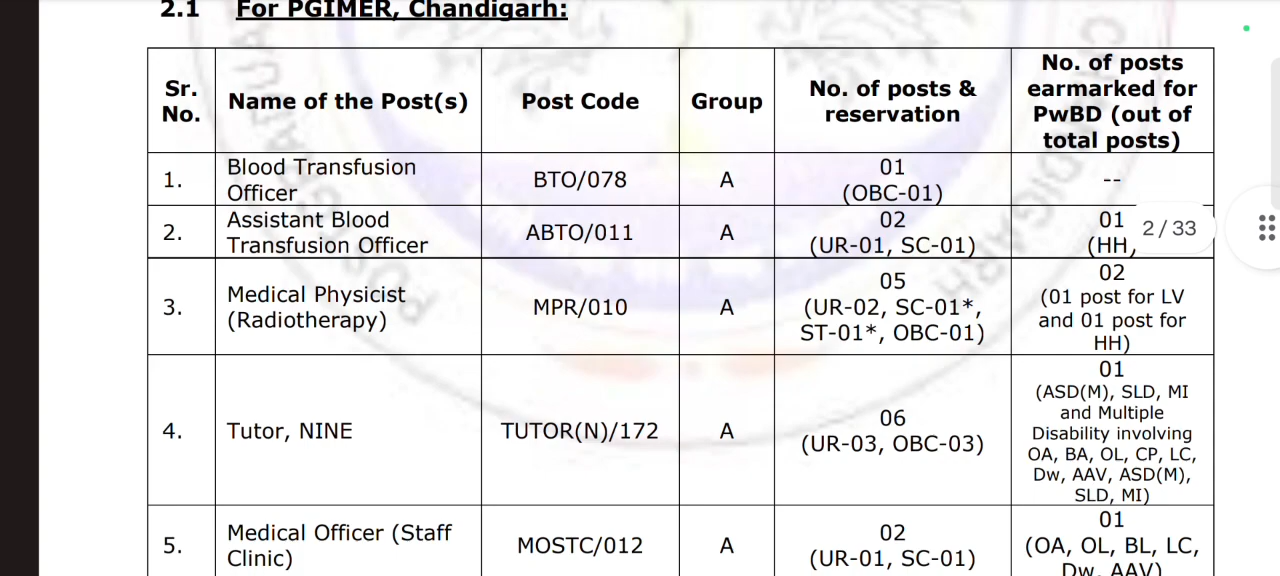 2.1 For PGIMER, Chandigarh:
Sr. No. Name of the Post(s) Post Code Group No. of posts & reservation No. of posts earmarked for PwBD (out of total posts)
1. Blood Transfusion Officer BTO/078 A 01 (OBC-01) --
2. Assistant Blood Transfusion Officer ABTO/011 A 02 (UR-01, SC-01) 01 (HH,
2/33
3. Medical Physicist (Radiotherapy) MPR/010 A 05 (UR-02, SC-01*, ST-01*, OBC-01) 02 (01 post for LV and 01 post for HH)
4. Tutor, NINE TUTOR(N)/172 A 06 (UR-03, OBC-03) 01 (ASD(M), SLD, MI and Multiple Disability involving OA, BA, OL, CP, LC, Dw, AAV, ASD(M), SLD, MI)
5. Medical Officer (Staff Clinic) MOSTC/012 A 02 (UR-01, SC-01) 01 (OA, OL, BL, LC, Dw, AAV)
CHANDIGARH